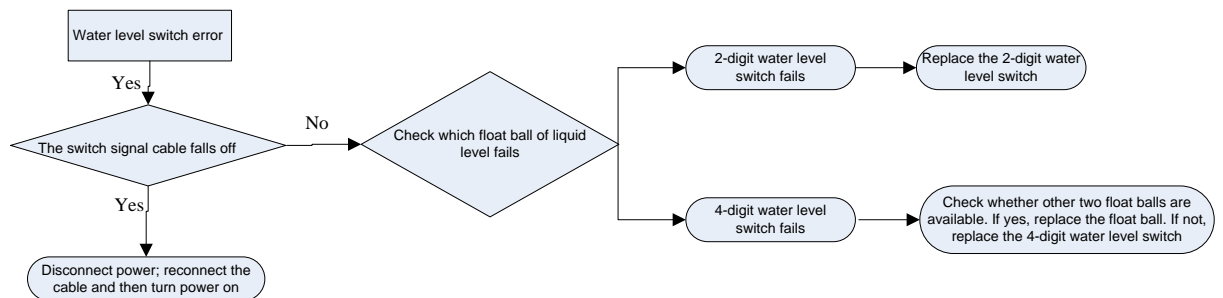 Water level switch error
Yes
The switch signal cable falls off
Yes
Disconnect power; reconnect the
cable and then turn power on
No
Check which float ball of liquid
level fails
2-digit water level
switch fails
Replace the 2-digit water
level switch
4-digit water level
switch fails
Check whether other two float balls are
available. If yes, replace the float ball. If not,
replace the 4-digit water level switch